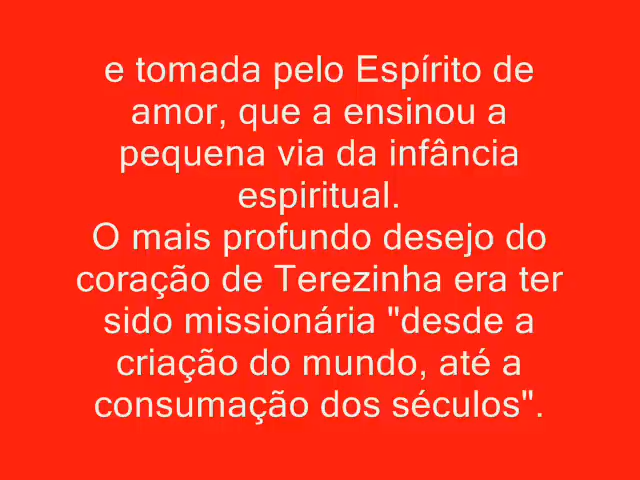 e tomada pelo Espírito de
amor, que a ensinou a
pequena via da infância
espiritual.
O mais profundo desejo do
coração de Terezinha era ter
sido missionária "desde a
criação do mundo, até a
consumação dos séculos".